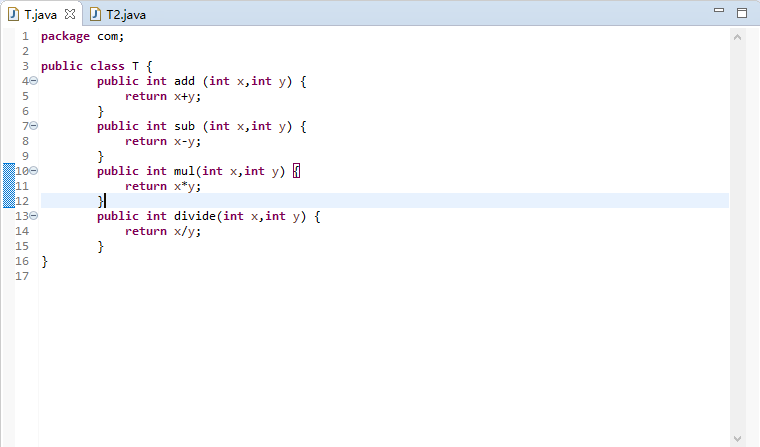 T.java T2.java
1 package com;
2
3 public class T {
4 public int add (int x,int y) {
5 return x+y;
6 }
7 public int sub (int x,int y) {
8 return x-y;
9 }
10 public int mul(int x,int y) {
11 return x*y;
12 }
13 public int divide(int x,int y) {
14 return x/y;
15 }
16 }
17